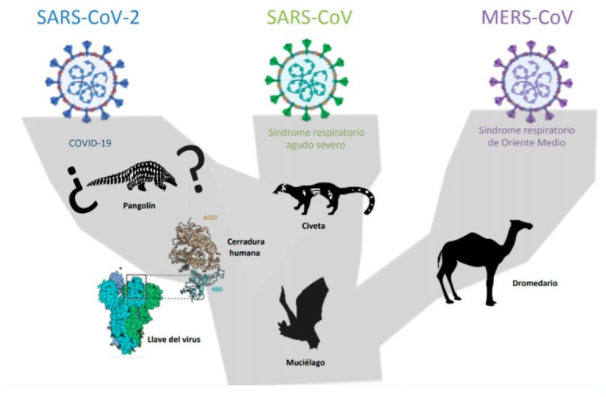 SARS-CoV-2
SARS-CoV
MERS-CoV
COVID-19
Síndrome respiratorio
agudo severo
Síndrome respiratorio
de Oriente Medio
¿
?
Pangolín
Civeta
ACE2
Cerradura
humana
RBD
Dromedario
Llave del virus
Muciélago